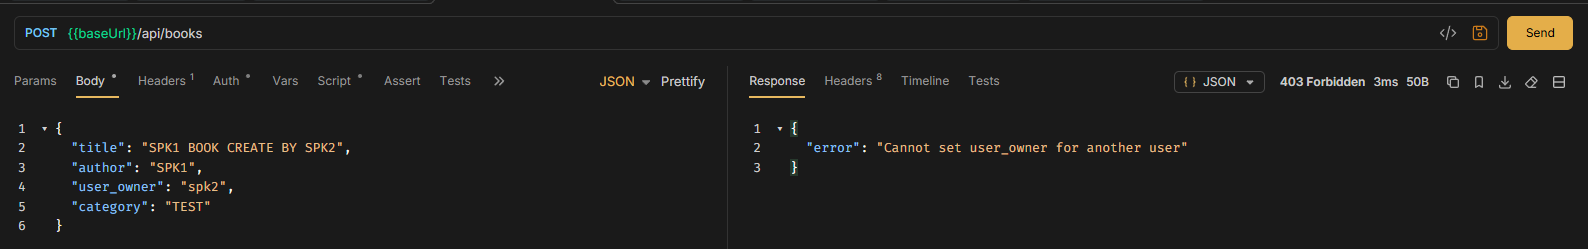 POST {{baseUrl}}/api/books </> Send
Params Body Headers 1 Auth Vars Script Assert Tests >> JSON Prettify
Response Headers 8 Timeline Tests { } JSON 403 Forbidden 3ms 50B
1 {
2 "title": "SPK1 BOOK CREATE BY SPK2",
3 "author": "SPK1",
4 "user_owner": "spk2",
5 "category": "TEST"
6 }
1 {
2 "error": "Cannot set user_owner for another user"
3 }